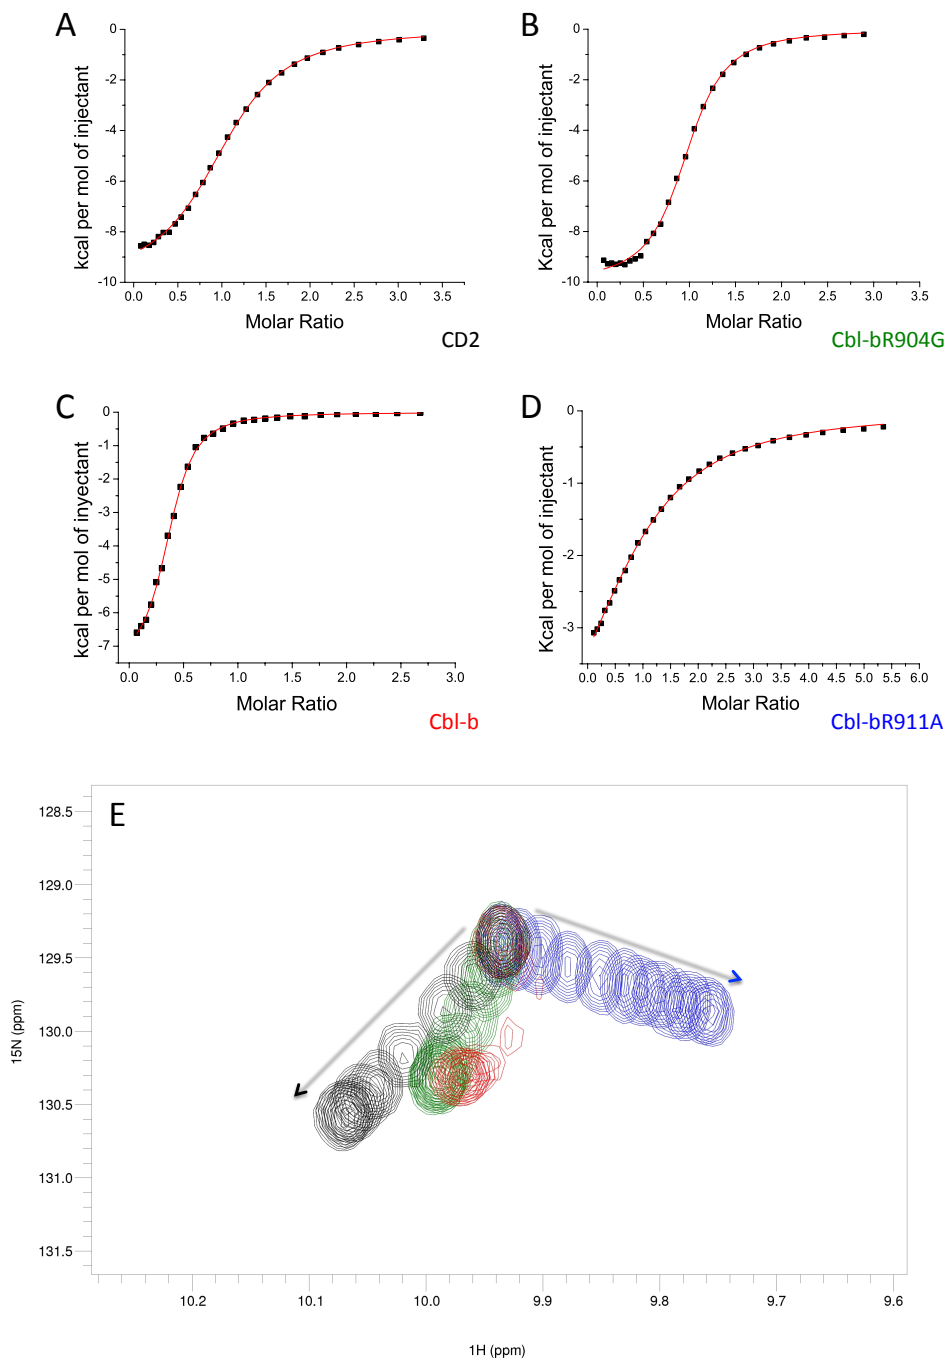 A
0
-2
-4
-6
-8
-10
kcal per mol of injectant
0.0 0.5 1.0 1.5 2.0 2.5 3.0 3.5
Molar Ratio
CD2
B
0
-2
-4
-6
-8
-10
Kcal per mol of injectant
0.0 0.5 1.0 1.5 2.0 2.5 3.0 3.5
Molar Ratio
Cbl-bR904G
C
0
-1
-2
-3
-4
-5
-6
-7
kcal per mol of inyectant
0.0 0.5 1.0 1.5 2.0 2.5 3.0
Molar Ratio
Cbl-b
D
0
-1
-2
-3
Kcal per mol of injectant
0.0 0.5 1.0 1.5 2.0 2.5 3.0 3.5 4.0 4.5 5.0 5.5 6.0
Molar Ratio
Cbl-bR911A
E
128.5
129.0
129.5
130.0
130.5
131.0
131.5
15N (ppm)
10.2 10.1 10.0 9.9 9.8 9.7 9.6
1H (ppm)